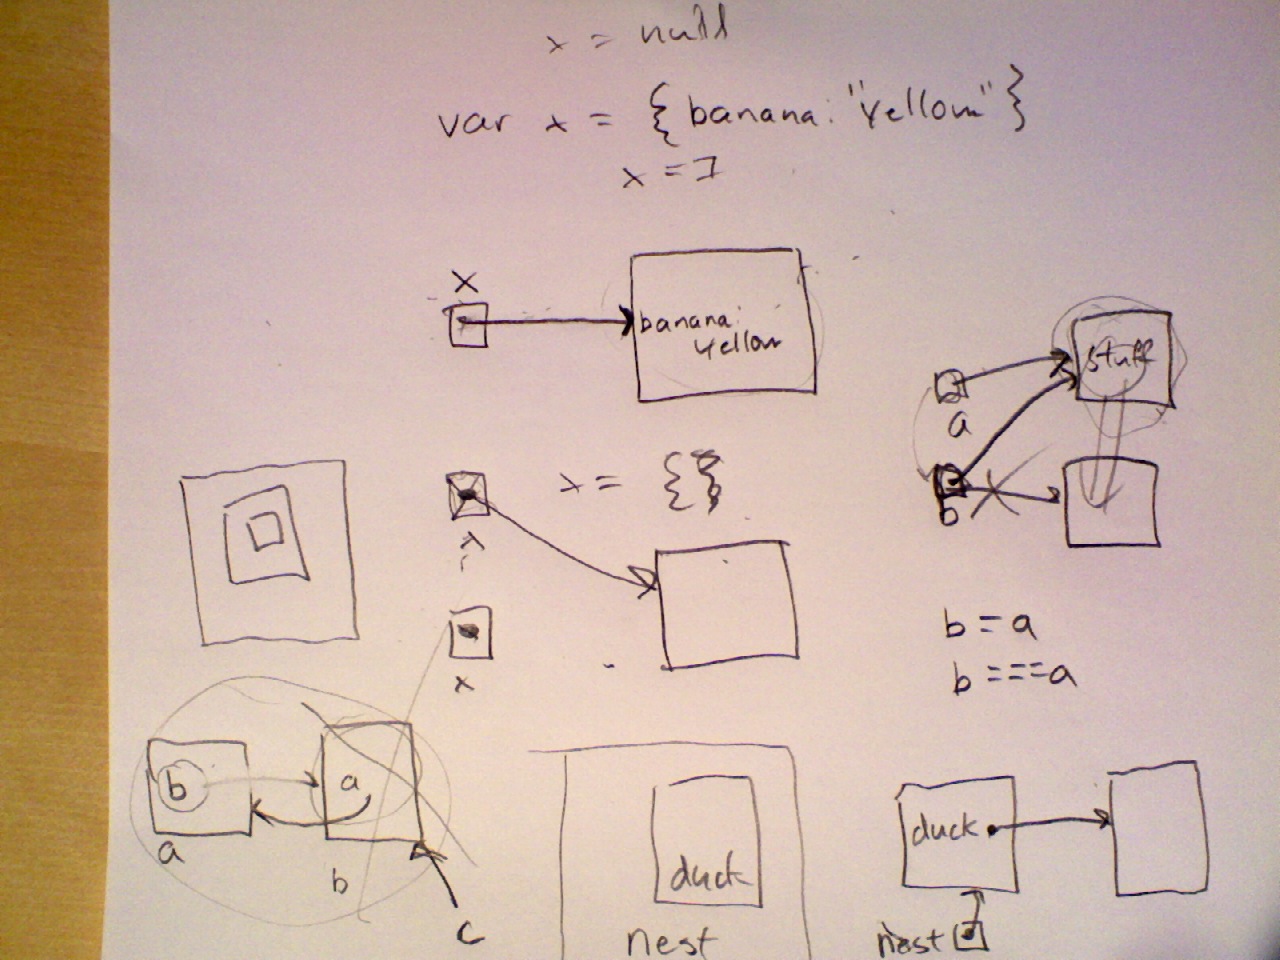 x = null
var x = { banana: "Yellow" }
x = 7
x
banana:
Yellow
stuff
a
b
x = { }
x
x
b = a
b === a
b
a
a
b
c
duck
nest
duck
nest